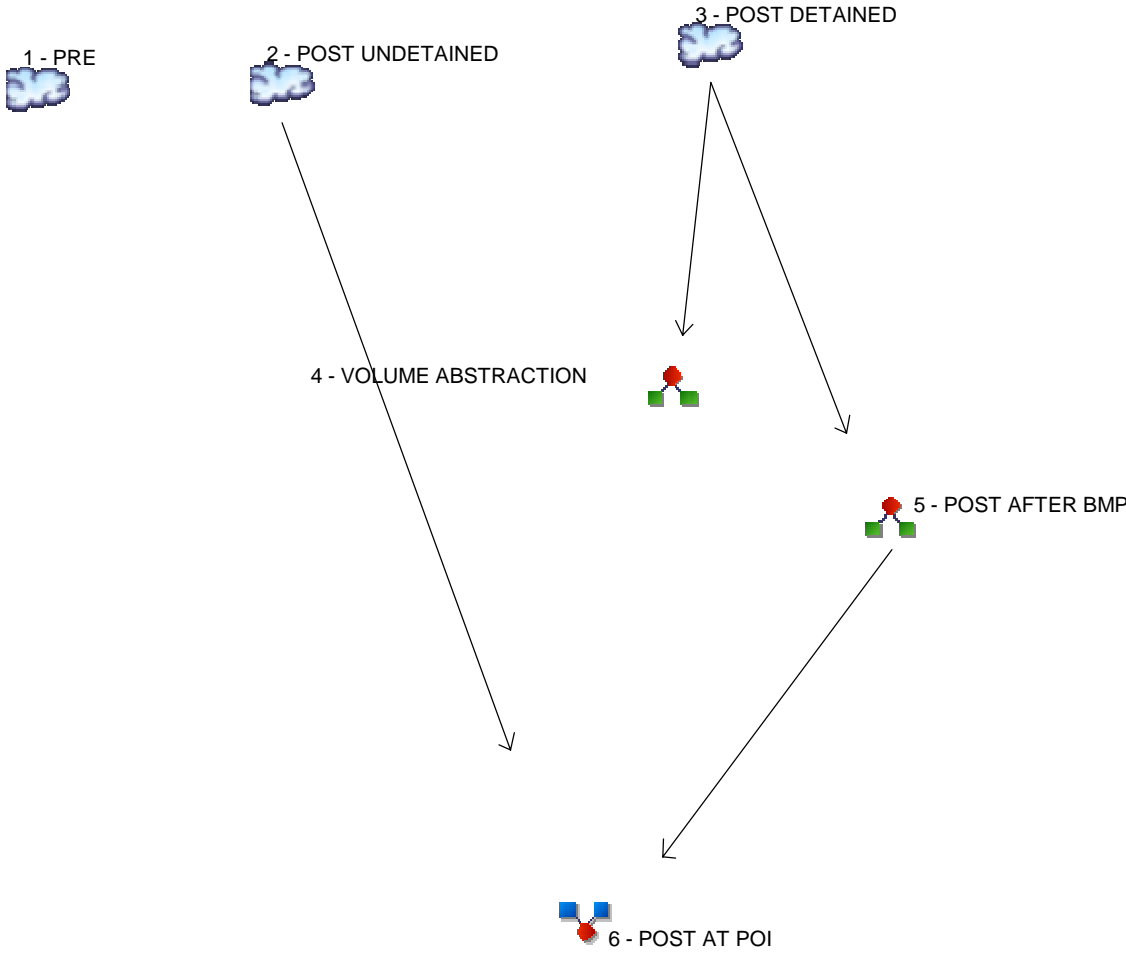 1 - PRE
2 - POST UNDETAINED
3 - POST DETAINED
4 - VOLUME ABSTRACTION
5 - POST AFTER BMP
6 - POST AT POI